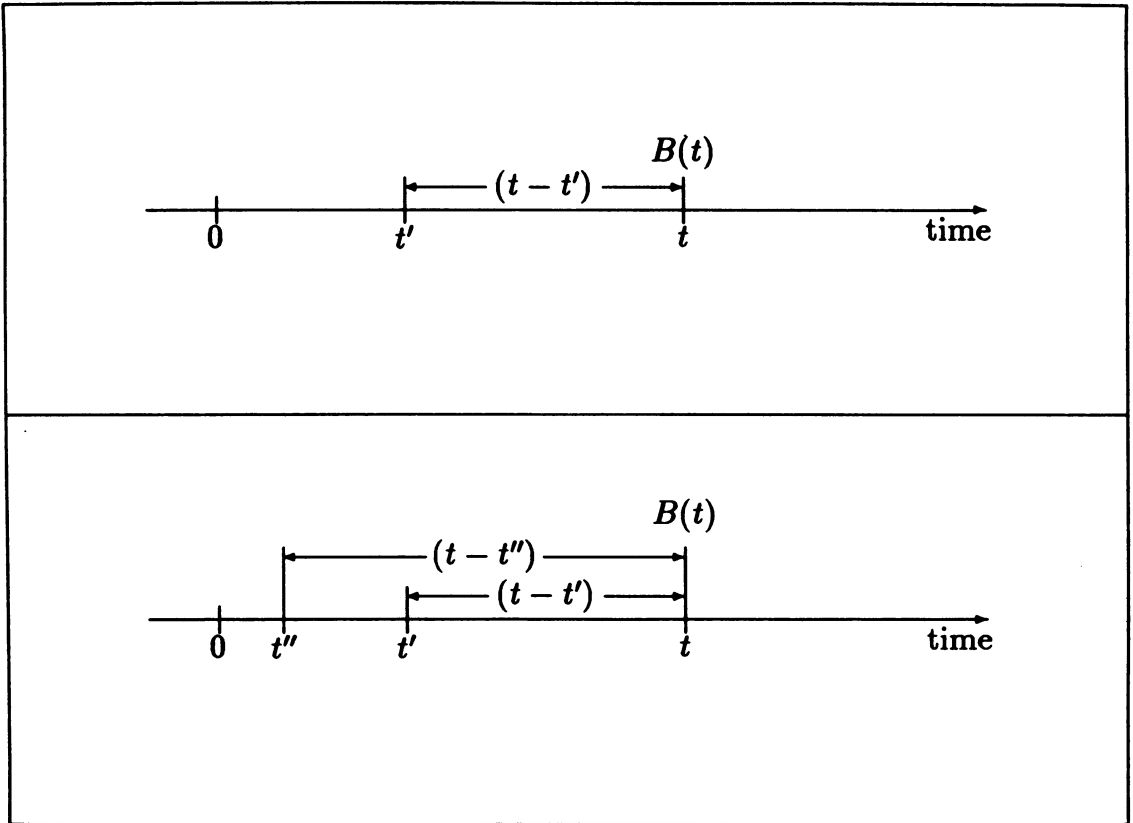 B(t)
(t − t′)
0 t′ t time
B(t)
(t − t″)
(t − t′)
0 t″ t′ t time